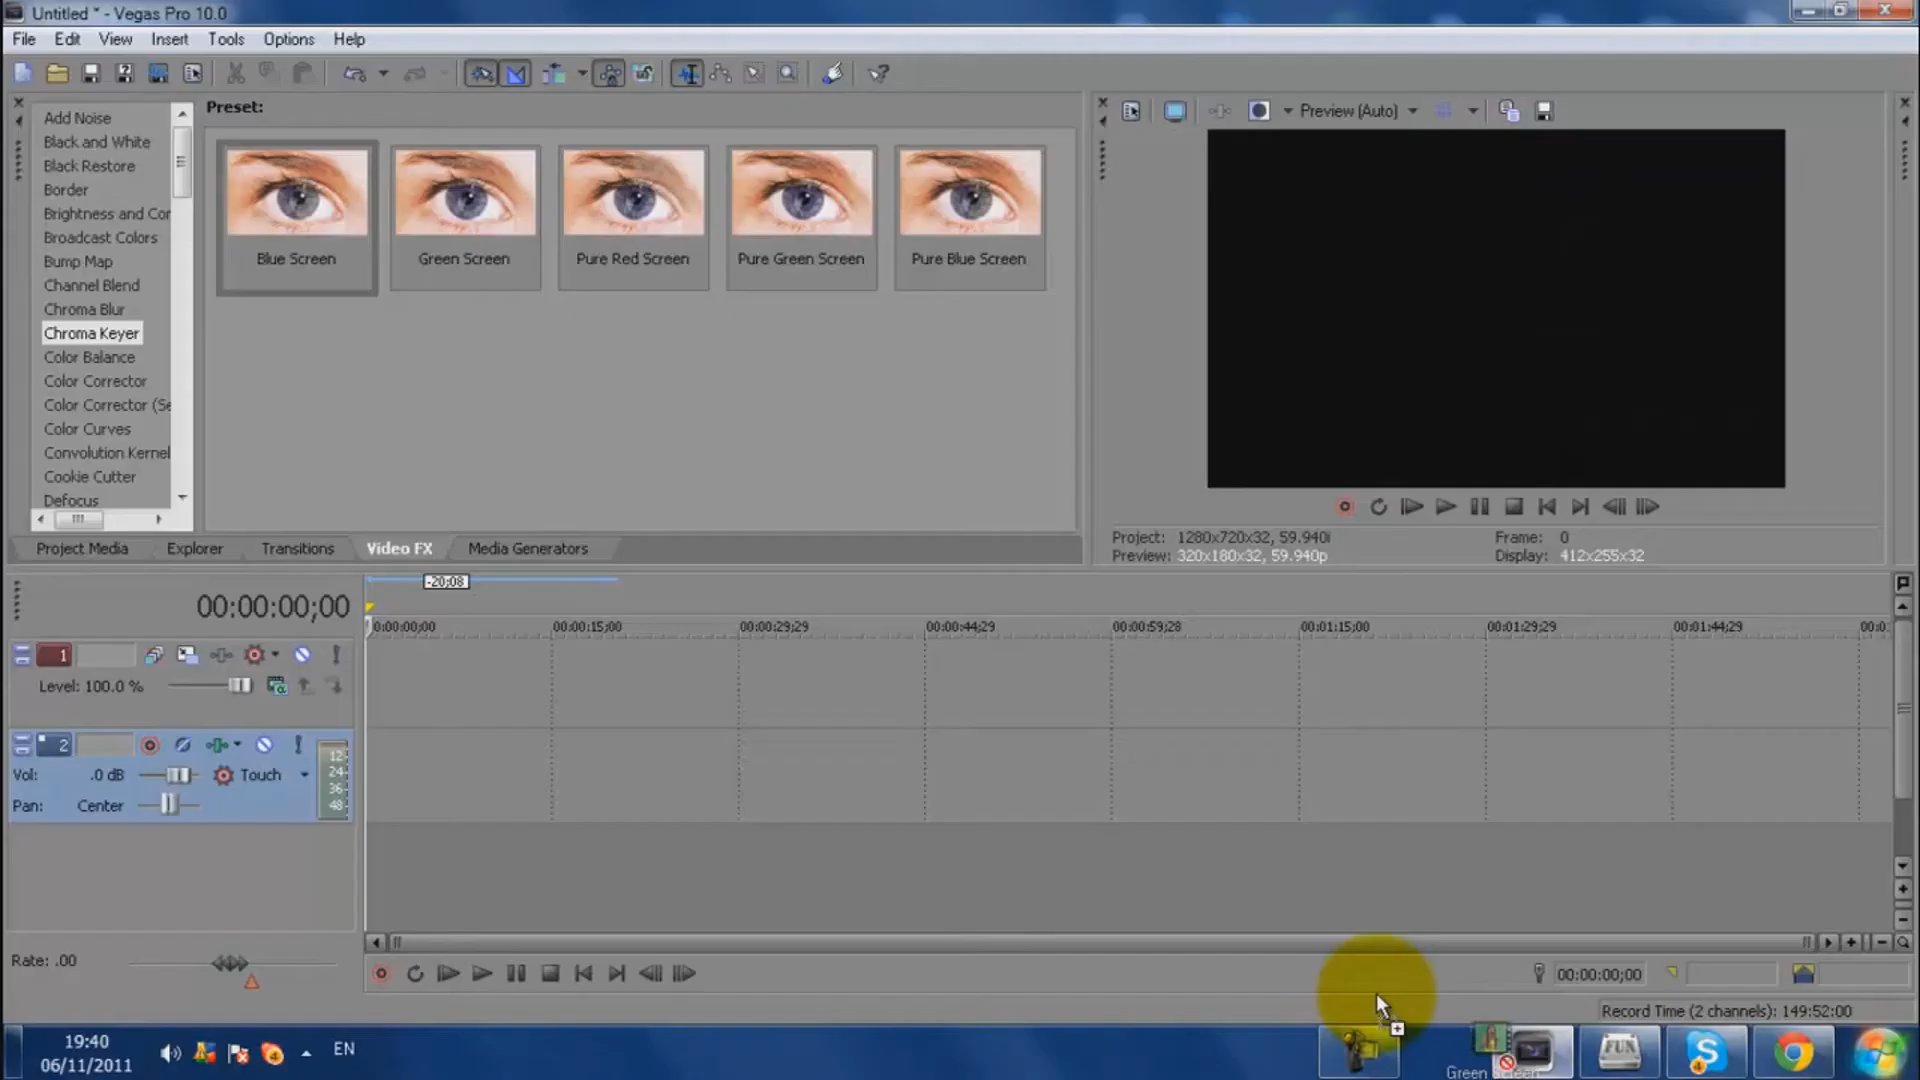 Untitled * - Vegas Pro 10.0
File Edit View Insert Tools Options Help
Add Noise
Black and White
Black Restore
Border
Brightness and Cor
Broadcast Colors
Bump Map
Channel Blend
Chroma Blur
Chroma Keyer
Color Balance
Color Corrector
Color Corrector (Se
Color Curves
Convolution Kernel
Cookie Cutter
Defocus
Preset:
Blue Screen Green Screen Pure Red Screen Pure Green Screen Pure Blue Screen
Preview (Auto)
Project: 1280x720x32, 59.940i Frame: 0
Preview: 320x180x32, 59.940p Display: 412x255x32
Project Media Explorer Transitions Video FX Media Generators
-20;08
00:00:00;00
0:00:00;00 00:00:15;00 00:00:29;29 00:00:44;29 00:00:59;28 00:01:15;00 00:01:29;29 00:01:44;29 00:0
1
Level: 100.0 %
2
Vol: .0 dB Touch
Pan: Center
12
24
36
48
Rate: .00
00:00:00;00
Record Time (2 channels): 149:52:00
19:40
06/11/2011
EN
Green Screen
FUN
S
4